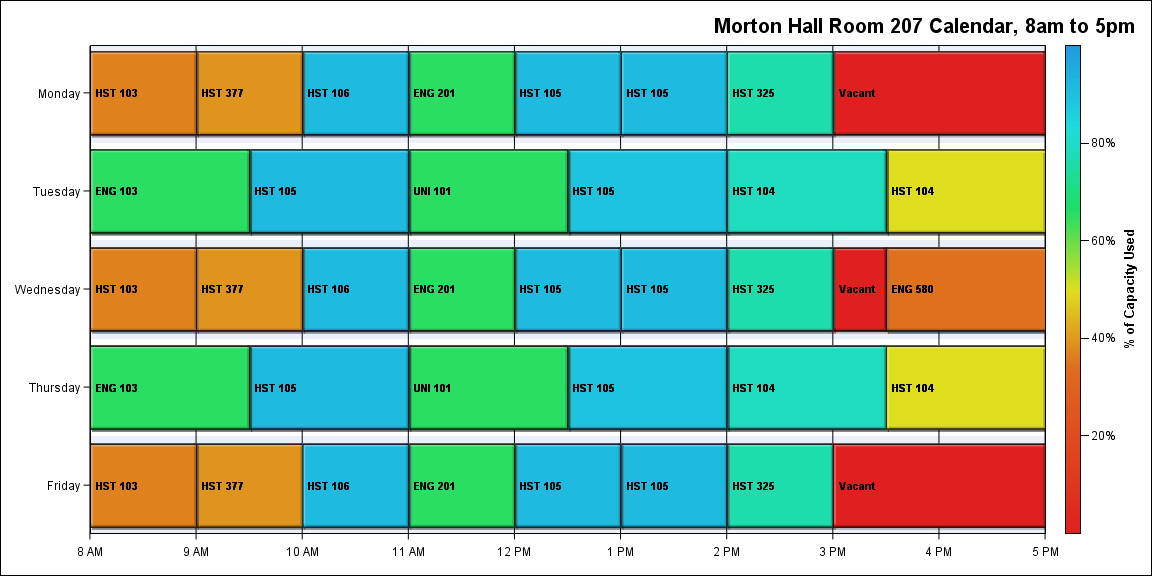 Morton Hall Room 207 Calendar, 8am to 5pm
Monday HST 103 HST 377 HST 106 ENG 201 HST 105 HST 105 HST 325 Vacant
80%
Tuesday ENG 103 HST 105 UNI 101 HST 105 HST 104 HST 104
60%
% of Capacity Used
Wednesday HST 103 HST 377 HST 106 ENG 201 HST 105 HST 105 HST 325 Vacant ENG 580
40%
Thursday ENG 103 HST 105 UNI 101 HST 105 HST 104 HST 104
20%
Friday HST 103 HST 377 HST 106 ENG 201 HST 105 HST 105 HST 325 Vacant
8 AM 9 AM 10 AM 11 AM 12 PM 1 PM 2 PM 3 PM 4 PM 5 PM